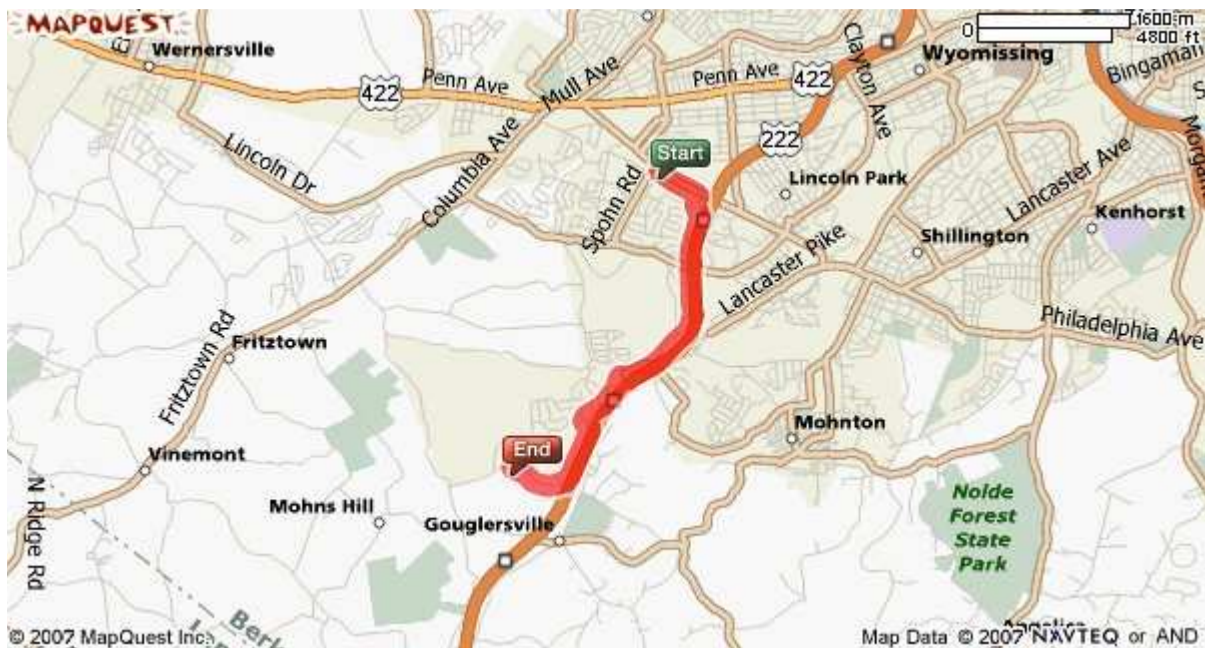 MAPQUEST
1600 m
0
4800 ft
Wernersville
Penn Ave
422
Mull Ave
Penn Ave
422
Clayton Ave
Wyomissing
Lincoln Dr
Columbia Ave
222
Start
Lincoln Park
Lancaster Ave
Spohn Rd
Kenhorst
Shillington
Lancaster Pike
Philadelphia Ave
Fritztown
Fritztown Rd
Mohnton
End
Vinemont
Mohns Hill
Gouglersville
N Ridge Rd
Nolde
Forest
State
Park
© 2007 MapQuest Inc.
Map Data © 2007 NAVTEQ or AND